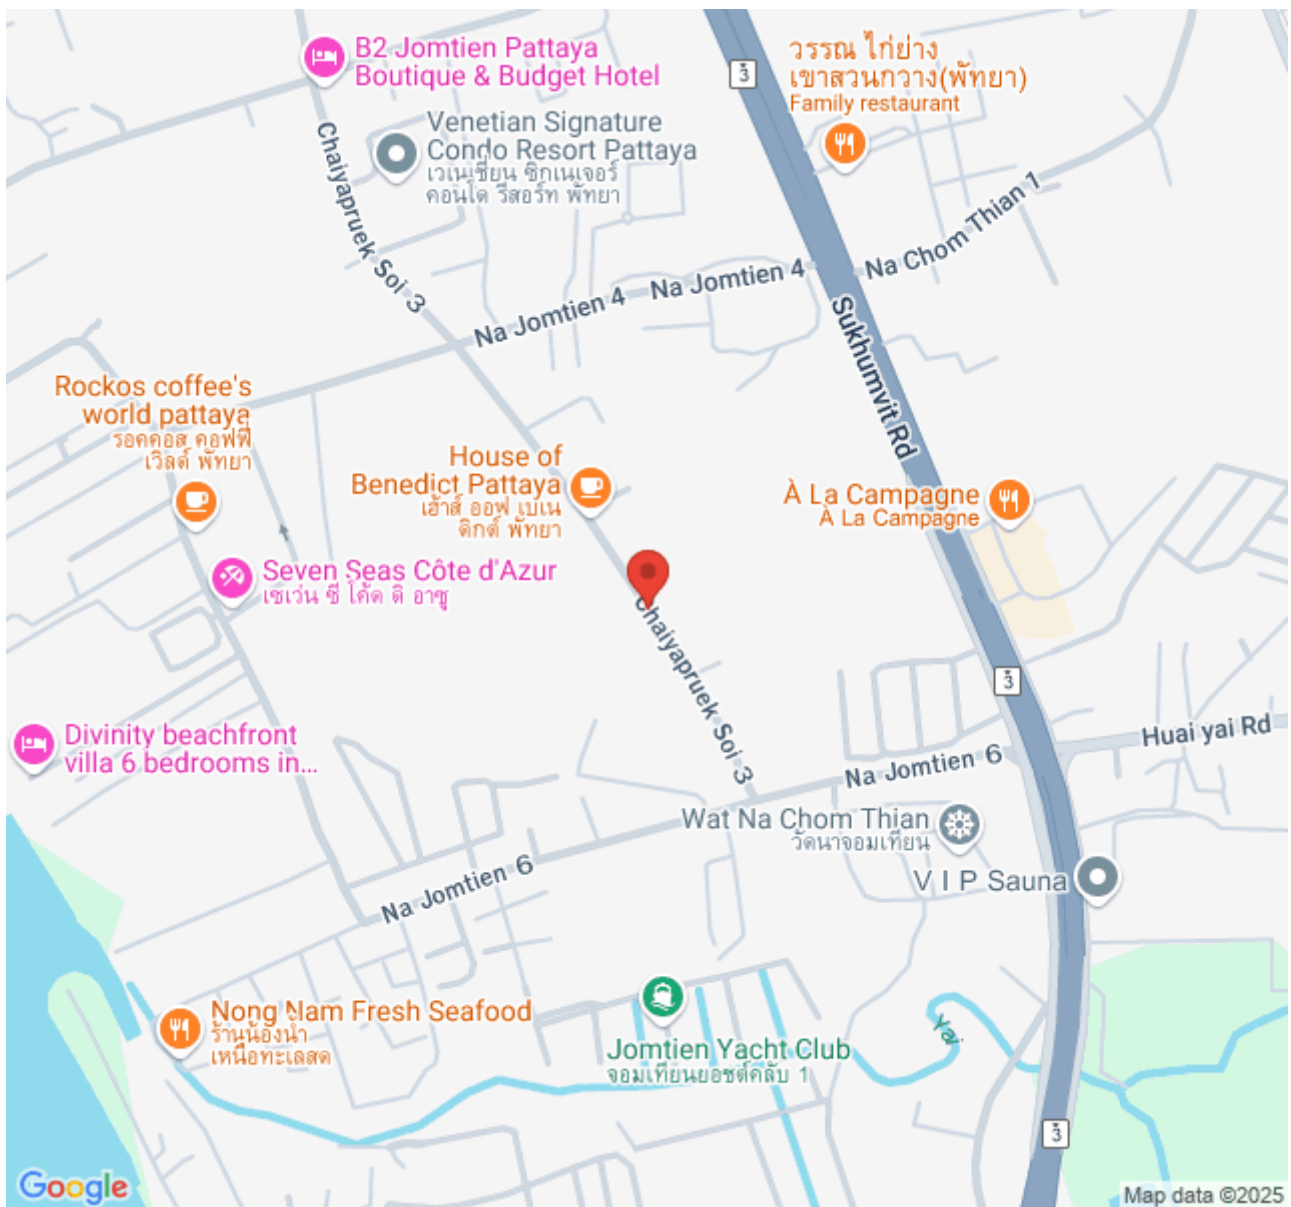 B2 Jomtien Pattaya
Boutique & Budget Hotel
3
วรรณ ไก่ย่าง
เขาสวนกวาง(พัทยา)
Family restaurant
Venetian Signature
Condo Resort Pattaya
เวเนเชี่ยน ซิกเนเจอร์
คอนโด รีสอร์ท พัทยา
Chaiyapruek Soi 3
Na Chom Thian 1
Na Jomtien 4
Na Jomtien 4
Sukhumvit Rd
Rockos coffee's
world pattaya
รอคคอส คอฟฟี่
เวิลด์ พัทยา
House of
Benedict Pattaya
เฮ้าส์ ออฟ เบเน
ดิกต์ พัทยา
À La Campagne
À La Campagne
Seven Seas Côte d'Azur
เซเว่น ซี โค้ด ดิ อาซู
Chaiyapruek Soi 3
3
Divinity beachfront
villa 6 bedrooms in...
Huai yai Rd
Na Jomtien 6
Wat Na Chom Thian
วัดนาจอมเทียน
V I P Sauna
Na Jomtien 6
Nong Nam Fresh Seafood
ร้านน้องน้ำ
เหนือทะเลสด
Jomtien Yacht Club
จอมเทียนยอชต์คลับ 1
Yai
3
Google
Map data ©2025